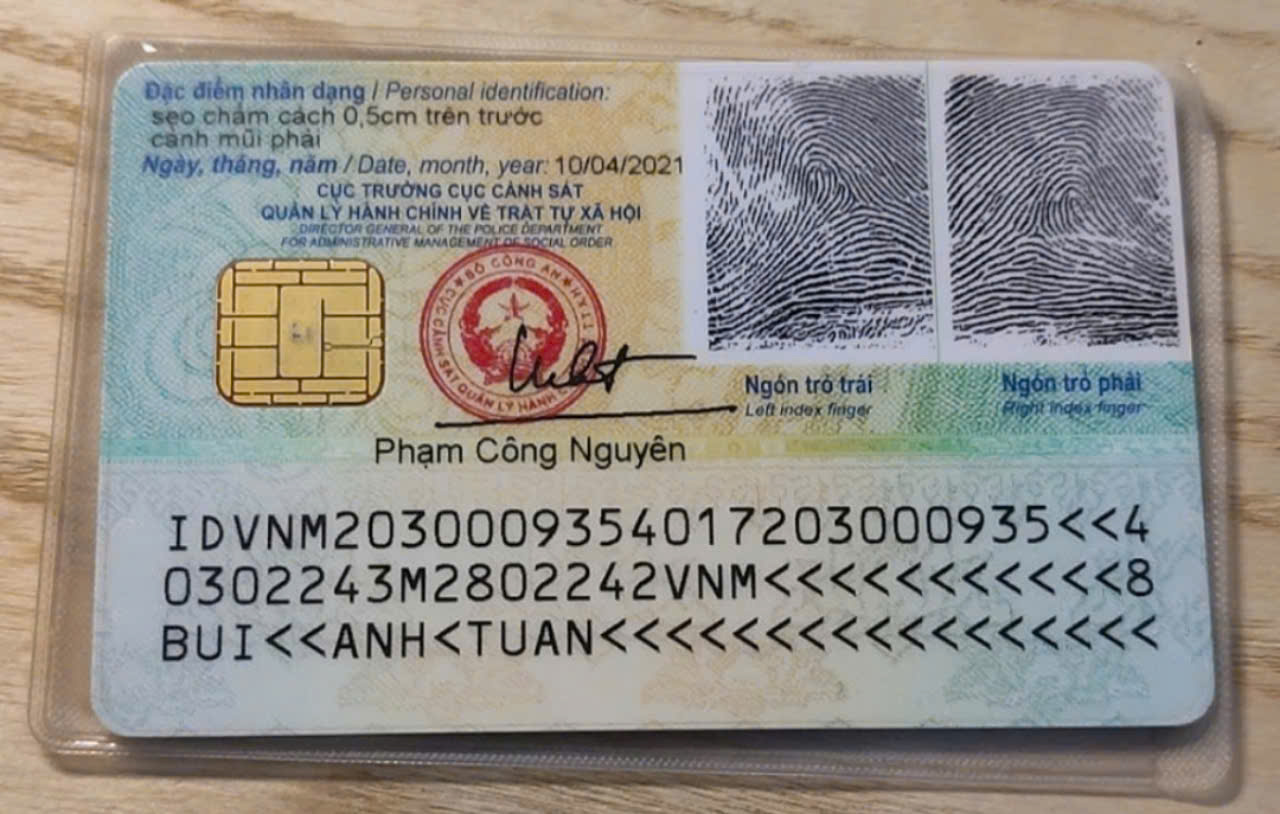 Đặc điểm nhân dạng / Personal identification:
sẹo chấm cách 0,5cm trên trước
cánh mũi phải
Ngày, tháng, năm / Date, month, year: 10/04/2021
CỤC TRƯỞNG CỤC CẢNH SÁT
QUẢN LÝ HÀNH CHÍNH VỀ TRẬT TỰ XÃ HỘI
DIRECTOR GENERAL OF THE POLICE DEPARTMENT
FOR ADMINISTRATIVE MANAGEMENT OF SOCIAL ORDER
BỘ CÔNG AN
CỤC CẢNH SÁT QUẢN LÝ HÀNH
Phạm Công Nguyên
Ngón trỏ trái
Left index finger
Ngón trỏ phải
Right index finger
IDVNM2030009354017203000935<<4
0302243M2802242VNM<<<<<<<<<<<8
BUI<<ANH<TUAN<<<<<<<<<<<<<<<<<